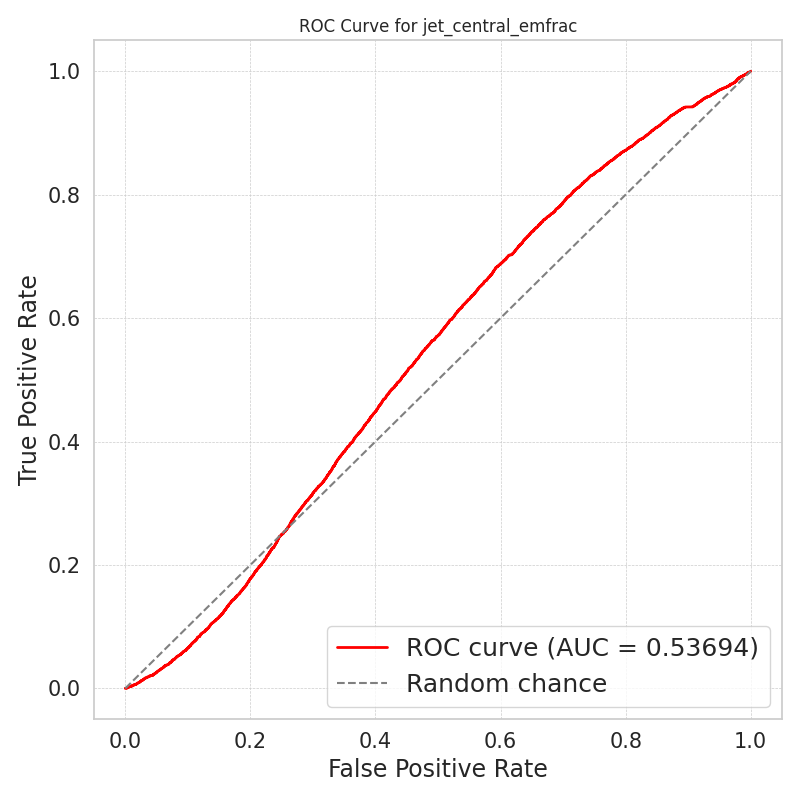 ROC Curve for jet_central_emfrac
1.0
0.8
0.6
0.4
0.2
0.0
True Positive Rate
ROC curve (AUC = 0.53694)
Random chance
0.0 0.2 0.4 0.6 0.8 1.0
False Positive Rate